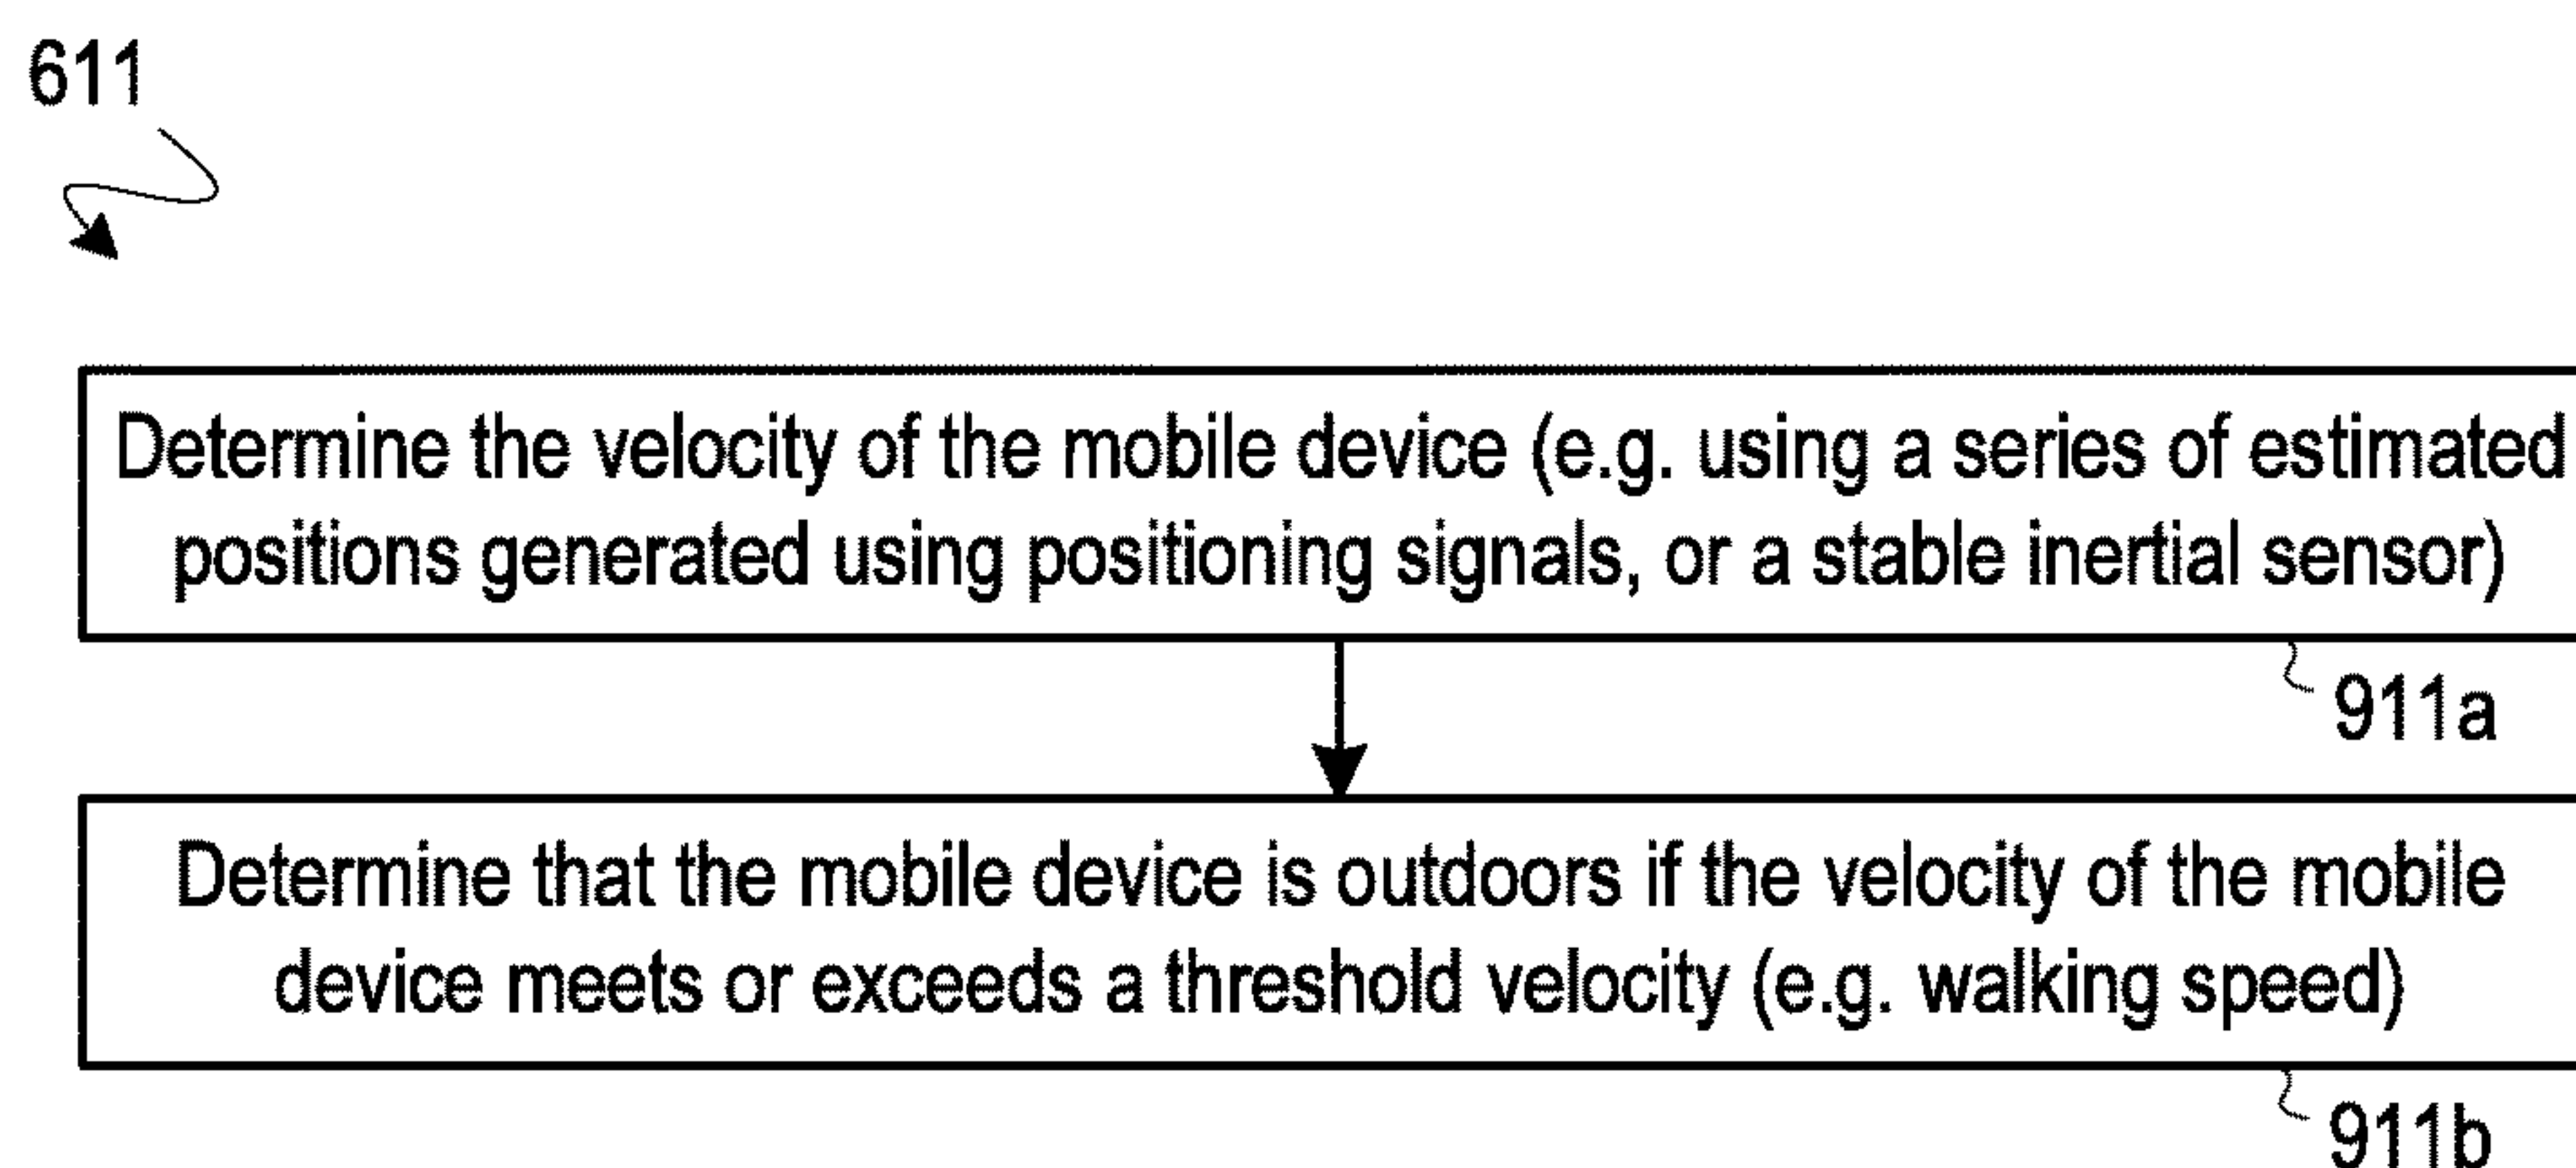 611
Determine the velocity of the mobile device (e.g. using a series of estimated
positions generated using positioning signals, or a stable inertial sensor)
911a
Determine that the mobile device is outdoors if the velocity of the mobile
device meets or exceeds a threshold velocity (e.g. walking speed)
911b